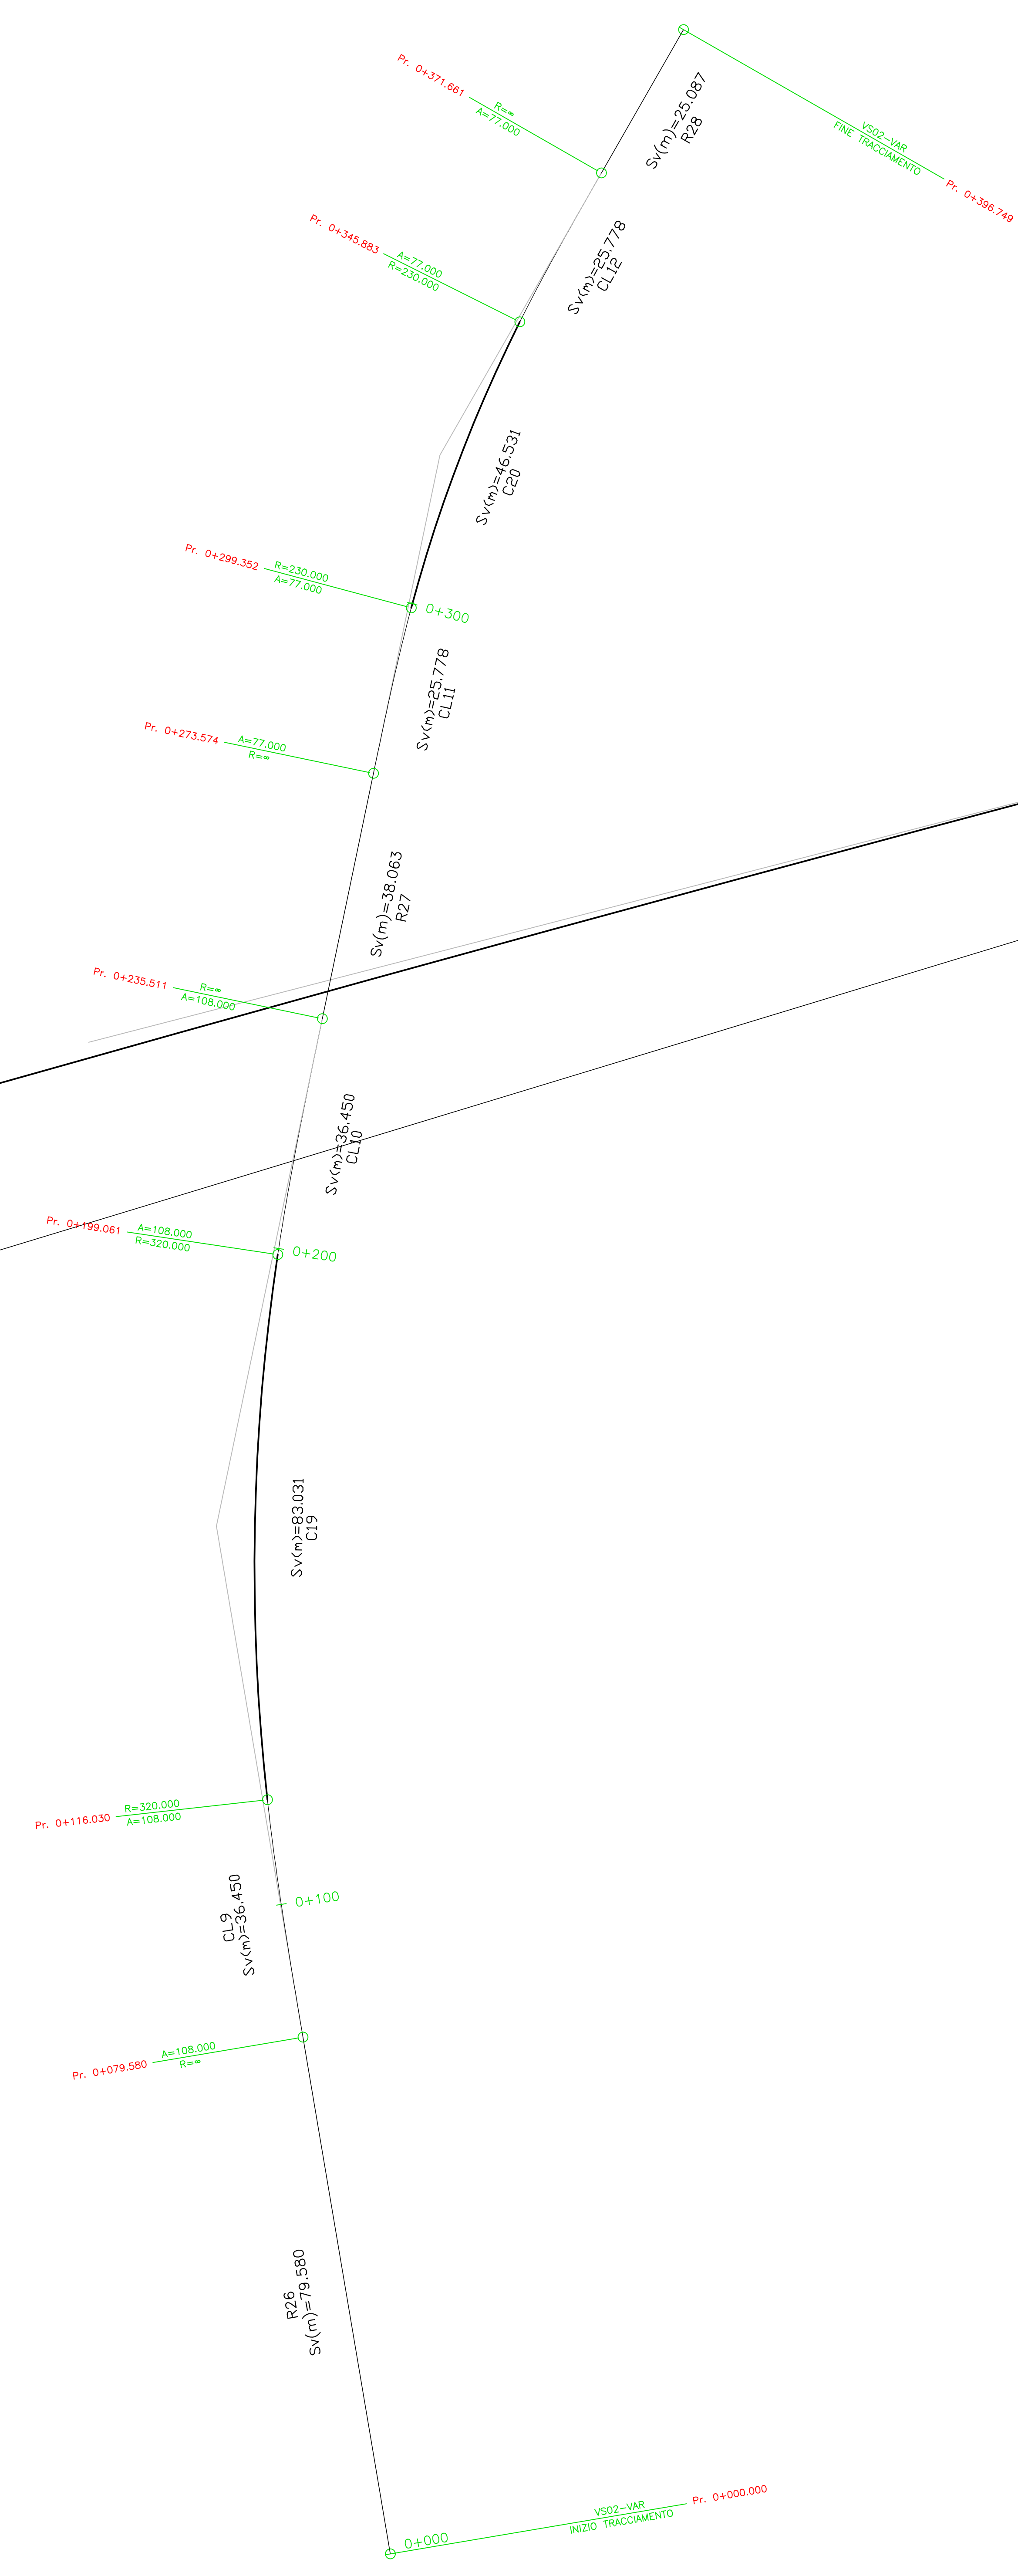 Pr. 0+371.661
R=∞
A=77.000
Sv(m)=25.087
R28
VS02-VAR
FINE TRACCIAMENTO
Pr. 0+396.749
Pr. 0+345.883
A=77.000
R=230.000
Sv(m)=25.778
CL12
Sv(m)=46.531
C20
Pr. 0+299.352
R=230.000
A=77.000
0+300
Sv(m)=25.778
CL11
Pr. 0+273.574
A=77.000
R=∞
Sv(m)=38.063
R27
Pr. 0+235.511
R=∞
A=108.000
Sv(m)=36.450
CL10
Pr. 0+199.061
A=108.000
R=320.000
0+200
Sv(m)=83.031
C19
Pr. 0+116.030
R=320.000
A=108.000
0+100
CL9
Sv(m)=36.450
Pr. 0+079.580
A=108.000
R=∞
R26
Sv(m)=79.580
0+000
VS02-VAR
INIZIO TRACCIAMENTO
Pr. 0+000.000